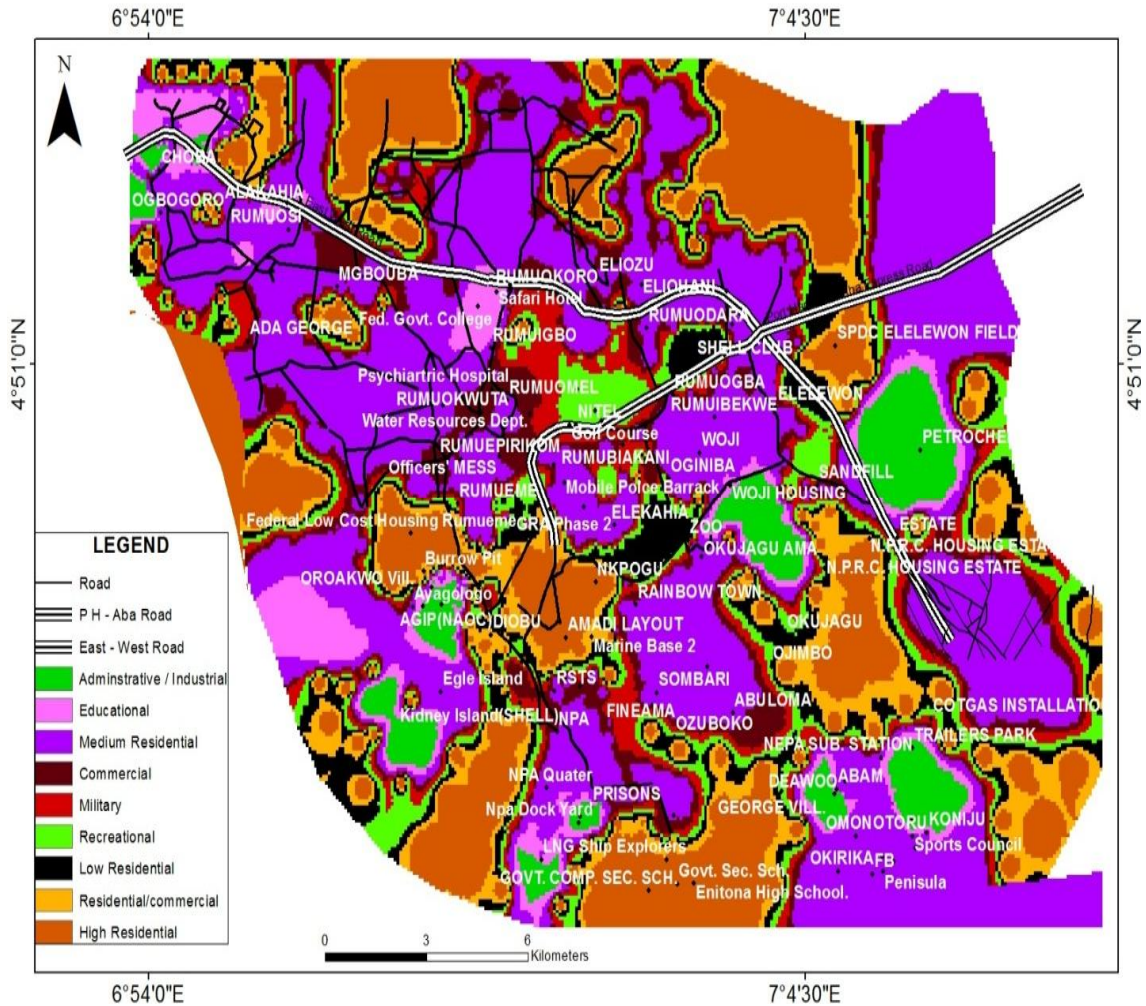 6°54'0"E
7°4'30"E
N
CHOBA
OGBOGORO
ALAKAHIA
RUMUOSI
MGBOUBA
RUMUOKORO
ELIOZU
Safari Hotel
ELIOHANI
RUMUODARA
ADA GEORGE
Fed. Govt. College
RUMUIGBO
SHELL CLUB
SPDC ELELEWON FIELD
4°51'0"N
4°51'0"N
Psychiartric Hospital
RUMUOMEL
RUMUOGBA
ELELEWON
RUMUOKWUTA
RUMUIBEKWE
NITEL
Water Resources Dept.
Golf Course
WOJI
PETROCHE
RUMUEPIRIKOM
RUMUBIAKANI
OGINIBA
SANDFILL
Officers' MESS
RUMUEME
Mobile Police Barrack
WOJI HOUSING
ELEKAHIA
Federal Low Cost Housing Rumueme
GRA Phase 2
ZOO
ESTATE
OKUJAGU AMA
N.P.R.C. HOUSING ESTA
Burrow Pit
NKPOGU
N.P.R.C. HOUSING ESTATE
OROAKWO Vill.
Ayagologo
RAINBOW TOWN
AGIP(NAOC)
DIOBU
AMADI LAYOUT
OKUJAGU
Marine Base 2
OJIMBO
Egle Island
RSTS
SOMBARI
ABULOMA
COTGAS INSTALLATIO
Kidney Island(SHELL)
NPA
FINEAMA
OZUBOKO
TRAILERS PARK
NEPA SUB. STATION
NPA Quater
PRISONS
DEAWOO
ABAM
Npa Dock Yard
GEORGE VILL.
OMONOTORU
KONIJU
LNG Ship Explorers
Sports Council
OKIRIKA
FB
GOVT. COMP. SEC. SCH.
Govt. Sec. Sch.
Penisula
Enitona High School.
LEGEND
Road
P H - Aba Road
East - West Road
Adminstrative / Industrial
Educational
Medium Residential
Commercial
Military
Recreational
Low Residential
Residential/commercial
High Residential
0 3 6
Kilometers
6°54'0"E
7°4'30"E